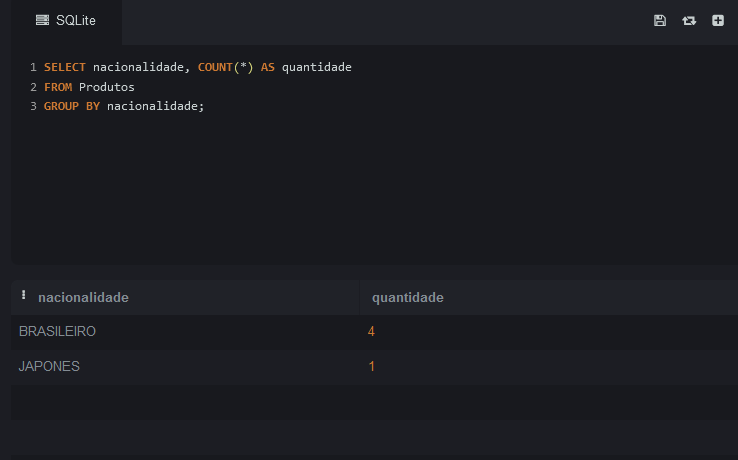 SQLite
1 SELECT nacionalidade, COUNT(*) AS quantidade
2 FROM Produtos
3 GROUP BY nacionalidade;
nacionalidade quantidade
BRASILEIRO 4
JAPONES 1